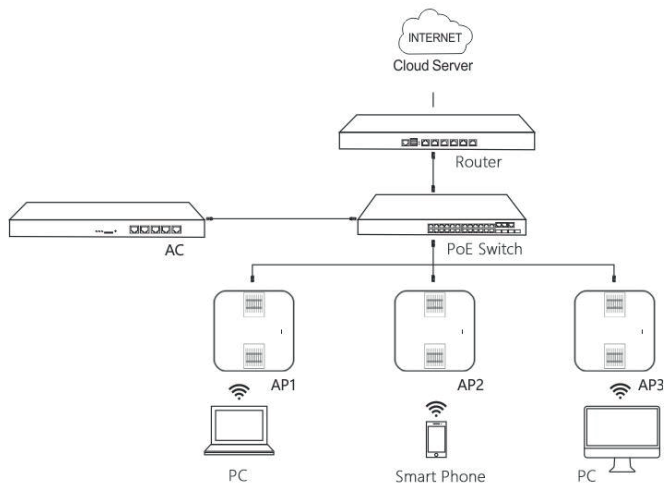 INTERNET
Cloud Server
Router
AC
PoE Switch
AP1
AP2
AP3
PC
Smart Phone
PC